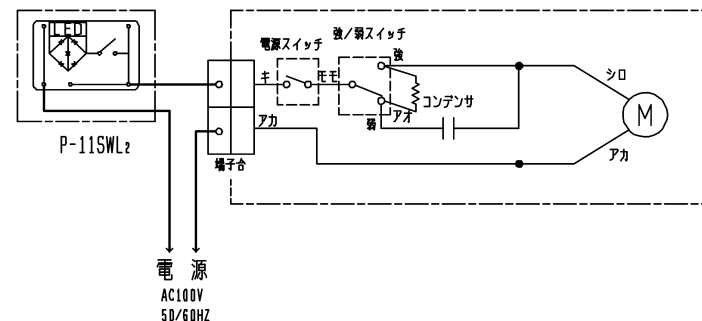 LED
電源スイッチ
強/弱スイッチ
強
シロ
キ
モモ
コンデンサ
M
アカ
アオ
弱
P-11SWL2
端子台
アカ
電 源
AC100V
50/60HZ